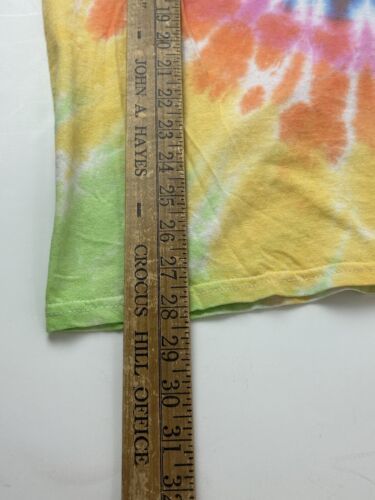 " — JOHN A. HAYES — CROCUS HILL OFFICE
19 20 21 22 23 24 25 26 27 28 29 30 31 32